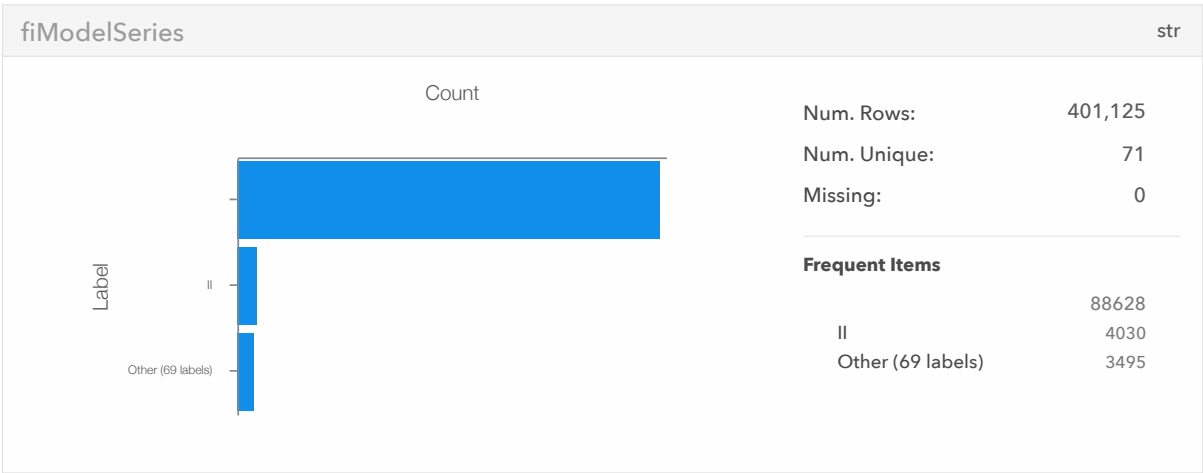 fiModelSeries str
Count
Num. Rows: 401,125
Num. Unique: 71
Missing: 0
Frequent Items
88628
II 4030
Other (69 labels) 3495
Label
II
Other (69 labels)